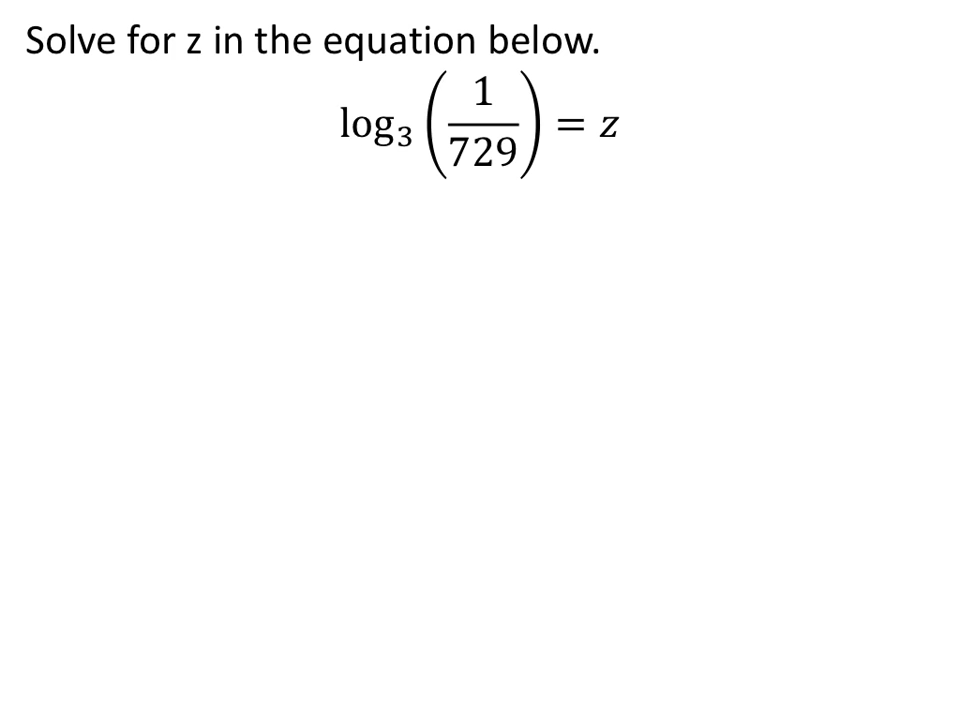 Solve for z in the equation below.
log₃(1/729) = z